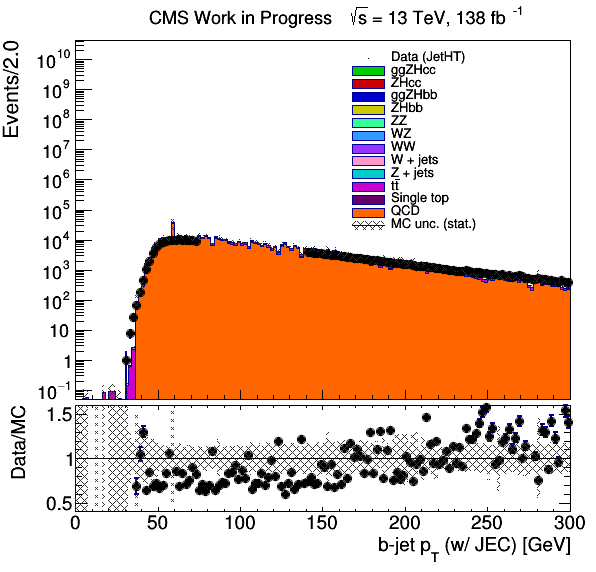 CMS Work in Progress √s = 13 TeV, 138 fb⁻¹
Events/2.0
10¹⁰
10⁹
10⁸
10⁷
10⁶
10⁵
10⁴
10³
10²
10
1
10⁻¹
Data (JetHT)
ggZHcc
ZHcc
ggZHbb
ZHbb
ZZ
WZ
WW
W + jets
Z + jets
tt̄
Single top
QCD
MC unc. (stat.)
Data/MC
1.5
1
0.5
0 50 100 150 200 250 300
b-jet p_T (w/ JEC) [GeV]